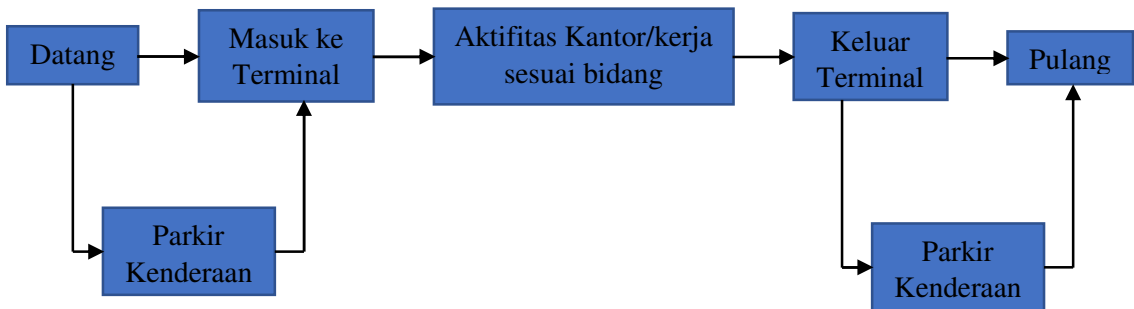 Datang
Masuk ke
Terminal
Aktifitas Kantor/kerja
sesuai bidang
Keluar
Terminal
Pulang
Parkir
Kenderaan
Parkir
Kenderaan